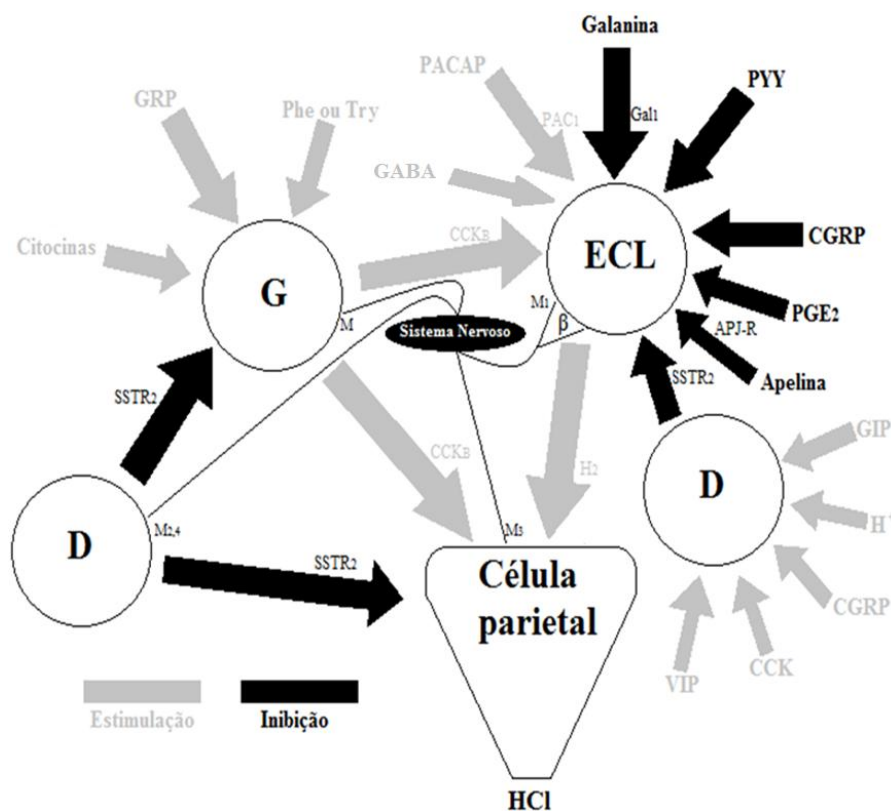 Galanina
PACAP
PYY
GRP
Phe ou Try
PAC1
Gal1
GABA
Citocinas
CCKB
ECL
CGRP
G
M1
β
M
Sistema Nervoso
PGE2
APJ-R
SSTR2
Apelina
SSTR2
GIP
CCKB
H2
D
H+
D
M2,4
M3
SSTR2
Célula
parietal
CGRP
VIP
CCK
Estimulação
Inibição
HCl